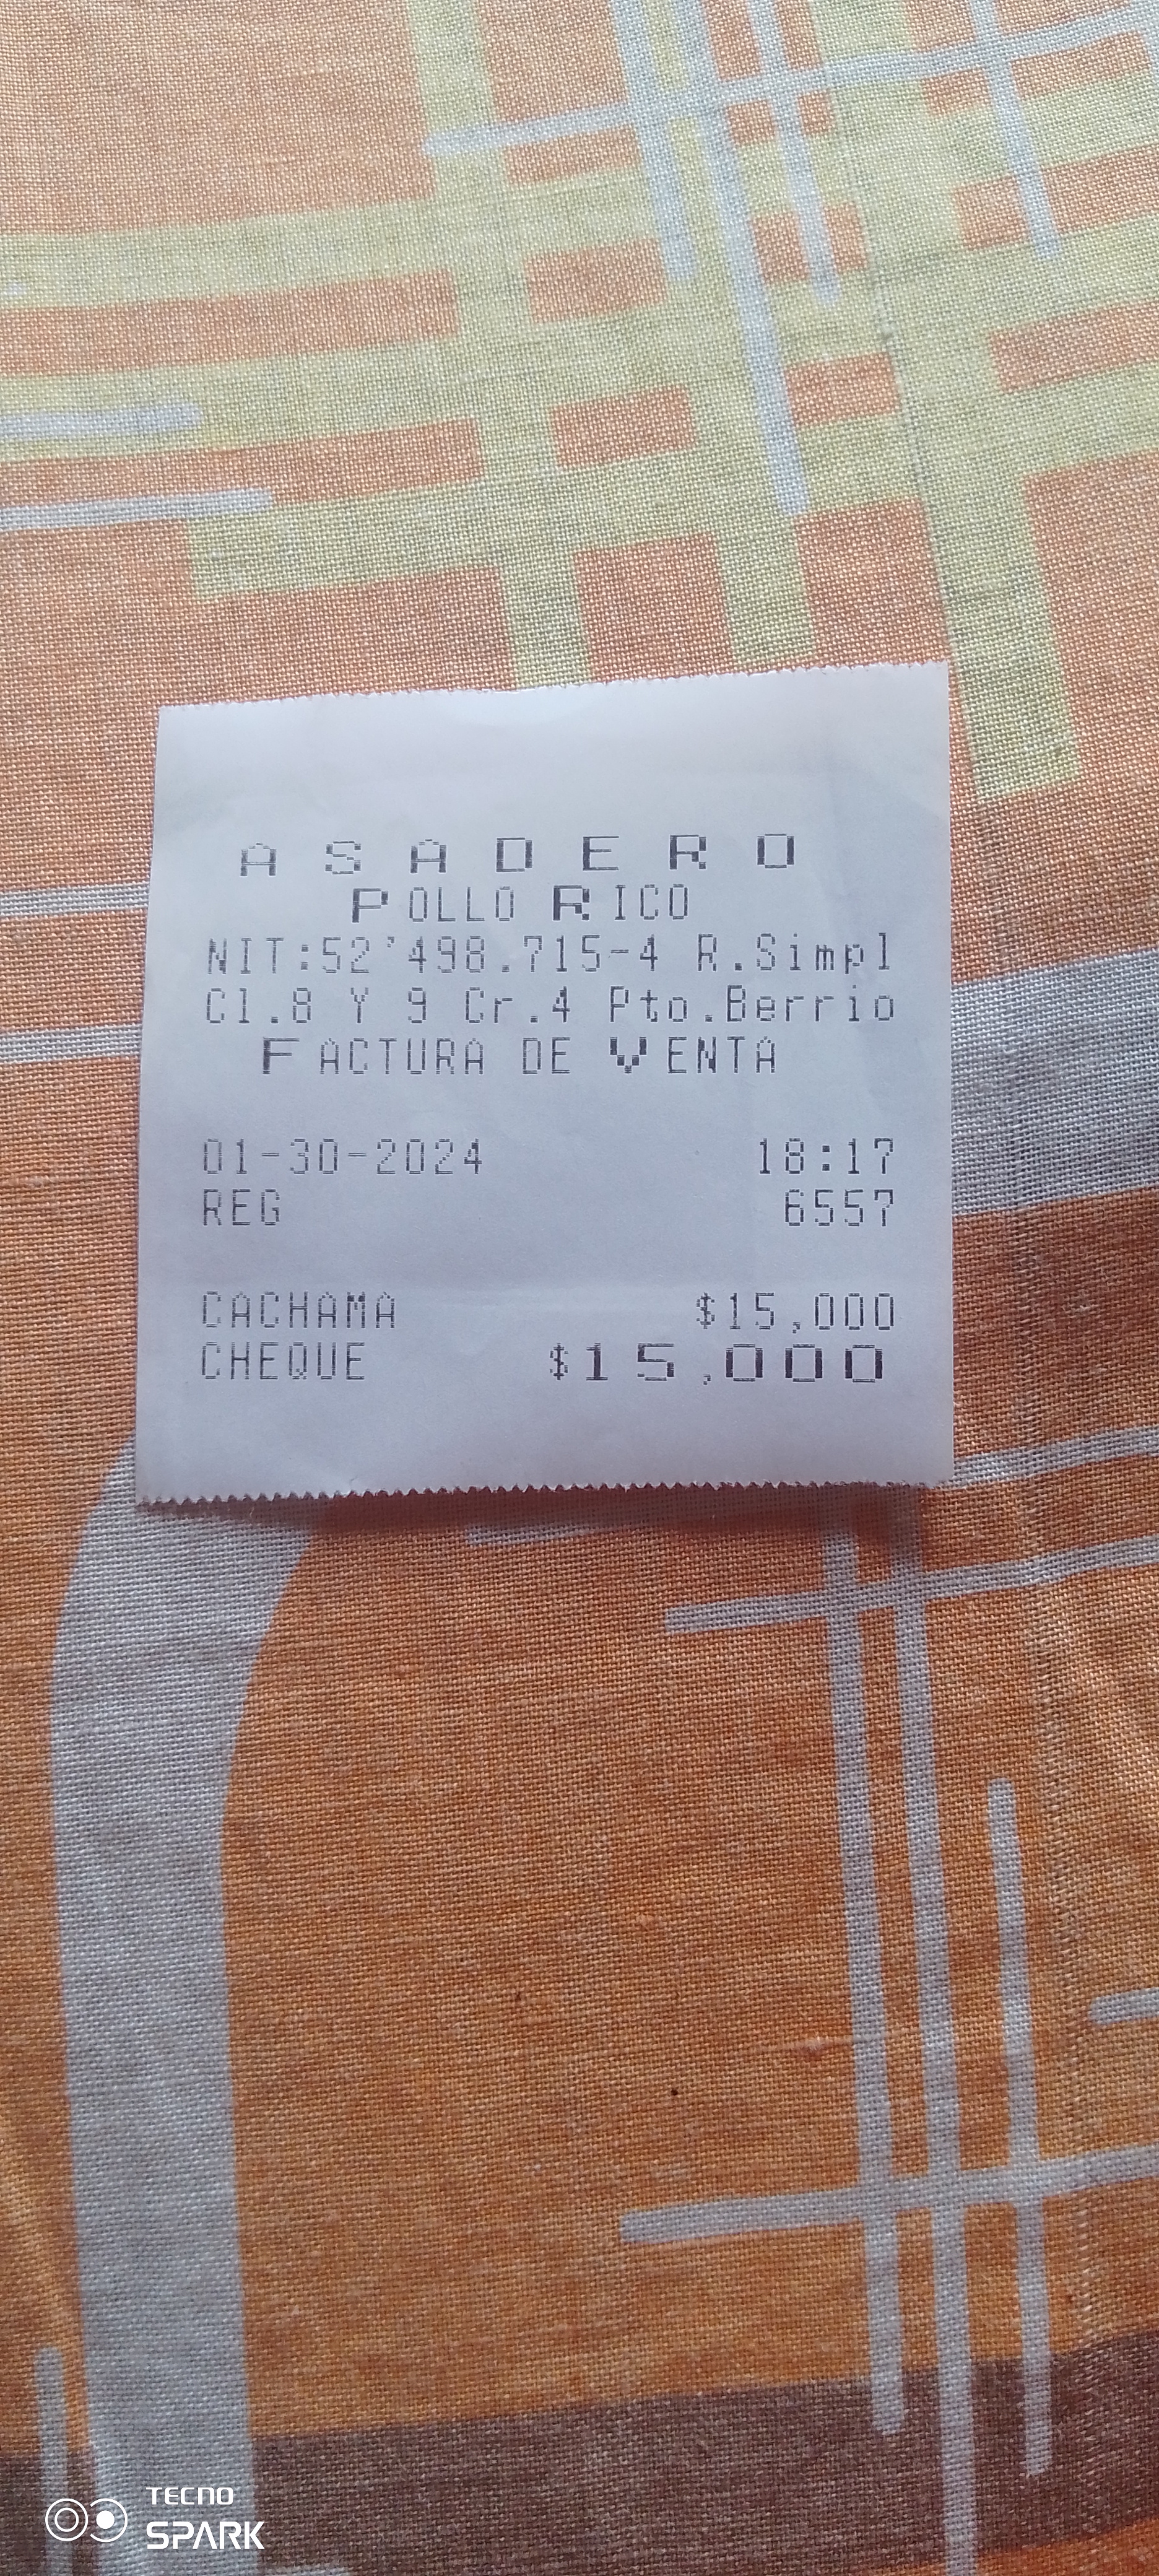 ASADERO
POLLO RICO
NIT:52'498.715-4 R.Simpl
Cl.8 Y 9 Cr.4 Pto.Berrio
FACTURA DE VENTA
01-30-2024 18:17
REG 6557
CACHAMA $15,000
CHEQUE $15,000
TECNO
SPARK